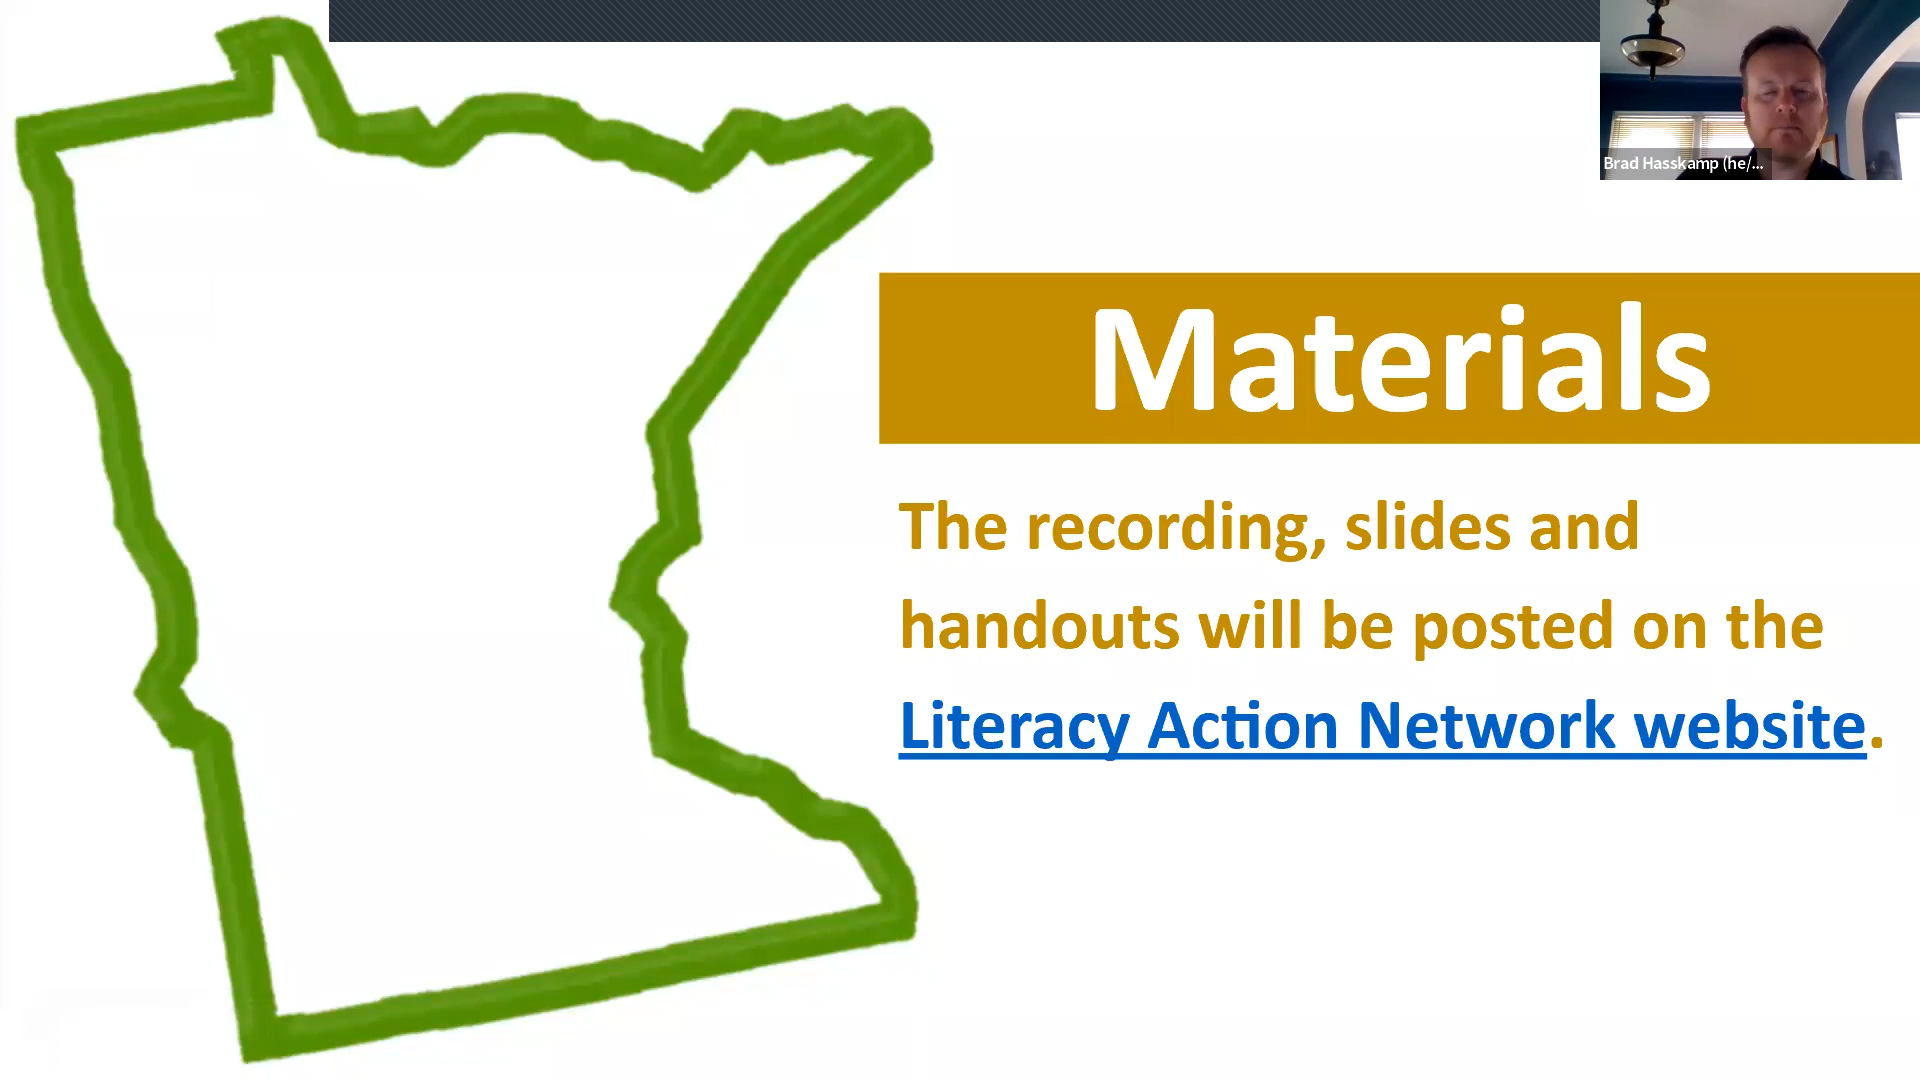 Brad Hasskamp (he/...
Materials
The recording, slides and
handouts will be posted on the
Literacy Action Network website.